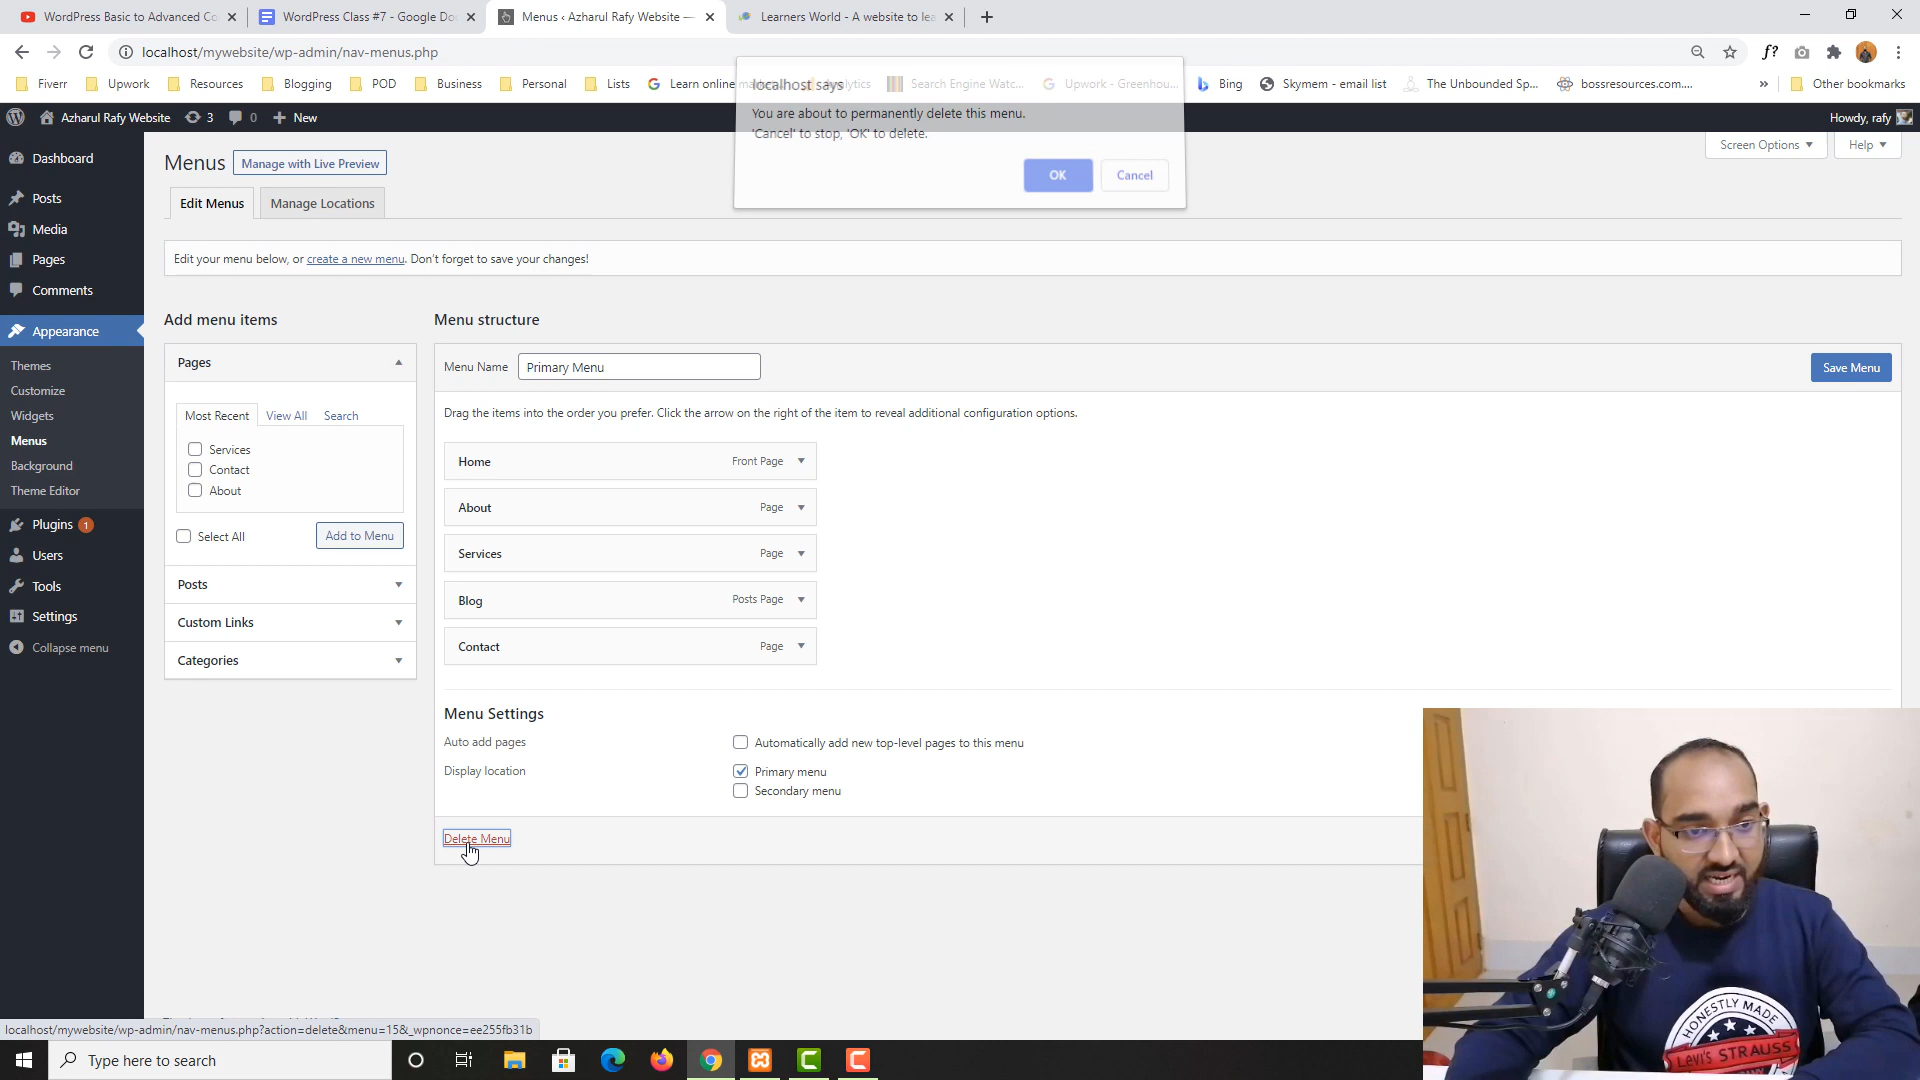 WordPress Basic to Advanced Co
WordPress Class #7 - Google Do
Menus ‹ Azharul Rafy Website —
Learners World - A website to lea
localhost/mywebsite/wp-admin/nav-menus.php
Fiverr
Upwork
Resources
Blogging
POD
Business
Personal
Lists
Learn online ma
alytics
Search Engine Watc...
Upwork - Greenhou...
Bing
Skymem - email list
The Unbounded Sp...
bossresources.com...
»
Other bookmarks
localhost says
You are about to permanently delete this menu.
'Cancel' to stop, 'OK' to delete.
OK
Cancel
Azharul Rafy Website
3
0
New
Howdy, rafy
Dashboard
Posts
Media
Pages
Comments
Appearance
Themes
Customize
Widgets
Menus
Background
Theme Editor
Plugins 1
Users
Tools
Settings
Collapse menu
Menus
Manage with Live Preview
Screen Options
Help
Edit Menus
Manage Locations
Edit your menu below, or create a new menu. Don't forget to save your changes!
Add menu items
Pages
Most Recent
View All
Search
Services
Contact
About
Select All
Add to Menu
Posts
Custom Links
Categories
Menu structure
Menu Name
Primary Menu
Save Menu
Drag the items into the order you prefer. Click the arrow on the right of the item to reveal additional configuration options.
Home Front Page
About Page
Services Page
Blog Posts Page
Contact Page
Menu Settings
Auto add pages
Automatically add new top-level pages to this menu
Display location
Primary menu
Secondary menu
Delete Menu
localhost/mywebsite/wp-admin/nav-menus.php?action=delete&menu=15&_wpnonce=ee255fb31b
Type here to search
HONESTLY MADE
Levi's STRAUSS